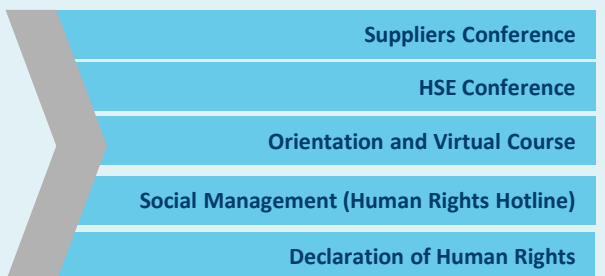 Suppliers Conference
HSE Conference
Orientation and Virtual Course
Social Management (Human Rights Hotline)
Declaration of Human Rights